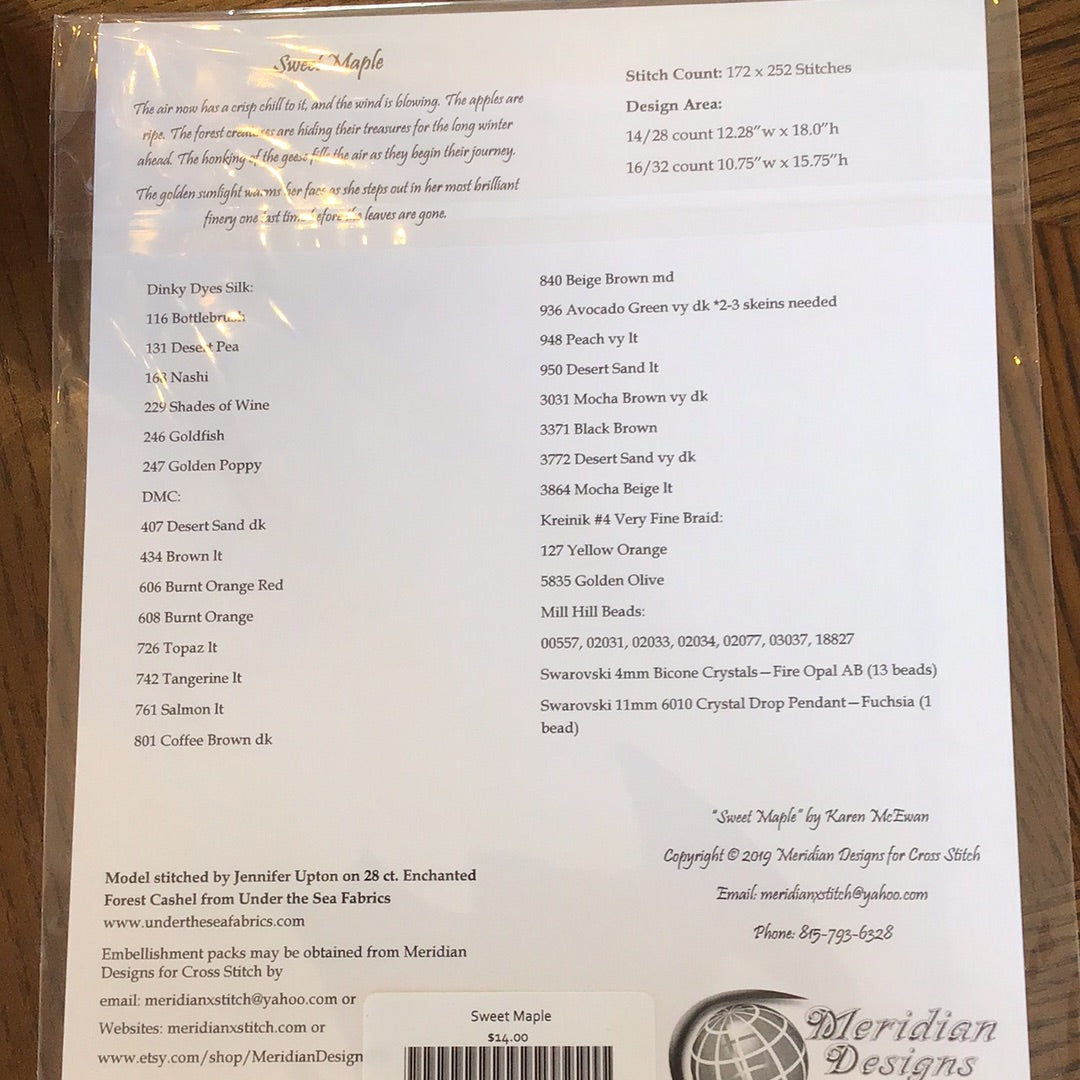 Sweet Maple
The air now has a crisp chill to it, and the wind is blowing. The apples are
ripe. The forest creatures are hiding their treasures for the long winter
ahead. The honking of the geese fills the air as they begin their journey.
The golden sunlight warms her face as she steps out in her most brilliant
finery one last time before the leaves are gone.
Stitch Count: 172 x 252 Stitches
Design Area:
14/28 count 12.28”w x 18.0”h
16/32 count 10.75”w x 15.75”h
Dinky Dyes Silk:
116 Bottlebrush
131 Desert Pea
163 Nashi
229 Shades of Wine
246 Goldfish
247 Golden Poppy
DMC:
407 Desert Sand dk
434 Brown lt
606 Burnt Orange Red
608 Burnt Orange
726 Topaz lt
742 Tangerine lt
761 Salmon lt
801 Coffee Brown dk
840 Beige Brown md
936 Avocado Green vy dk *2-3 skeins needed
948 Peach vy lt
950 Desert Sand lt
3031 Mocha Brown vy dk
3371 Black Brown
3772 Desert Sand vy dk
3864 Mocha Beige lt
Kreinik #4 Very Fine Braid:
127 Yellow Orange
5835 Golden Olive
Mill Hill Beads:
00557, 02031, 02033, 02034, 02077, 03037, 18827
Swarovski 4mm Bicone Crystals—Fire Opal AB (13 beads)
Swarovski 11mm 6010 Crystal Drop Pendant—Fuchsia (1
bead)
Model stitched by Jennifer Upton on 28 ct. Enchanted
Forest Cashel from Under the Sea Fabrics
www.undertheseafabrics.com
Embellishment packs may be obtained from Meridian
Designs for Cross Stitch by
email: meridianxstitch@yahoo.com or
Websites: meridianxstitch.com or
www.etsy.com/shop/MeridianDesign
"Sweet Maple" by Karen McEwan
Copyright © 2019 Meridian Designs for Cross Stitch
Email: meridianxstitch@yahoo.com
Phone: 815-793-6328
Sweet Maple
$14.00
Meridian
Designs